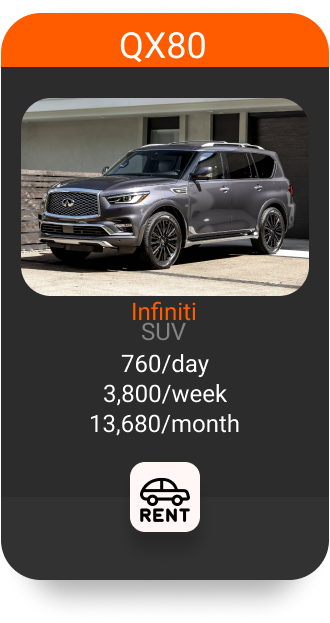 QX80
Infiniti
SUV
760/day
3,800/week
13,680/month
RENT